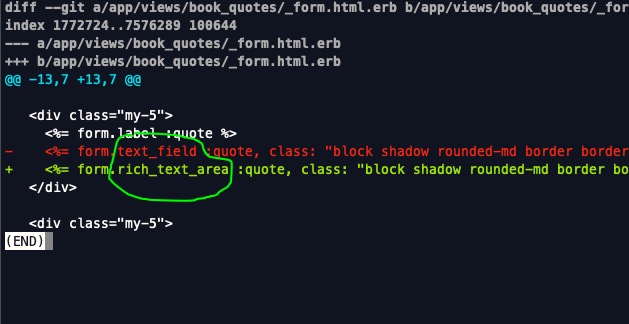 diff --git a/app/views/book_quotes/_form.html.erb b/app/views/book_quotes/_for
index 1772724..7576289 100644
--- a/app/views/book_quotes/_form.html.erb
+++ b/app/views/book_quotes/_form.html.erb
@@ -13,7 +13,7 @@
<div class="my-5">
<%= form.label :quote %>
- <%= form.text_field :quote, class: "block shadow rounded-md border border
+ <%= form.rich_text_area :quote, class: "block shadow rounded-md border bo
</div>
<div class="my-5">
(END)